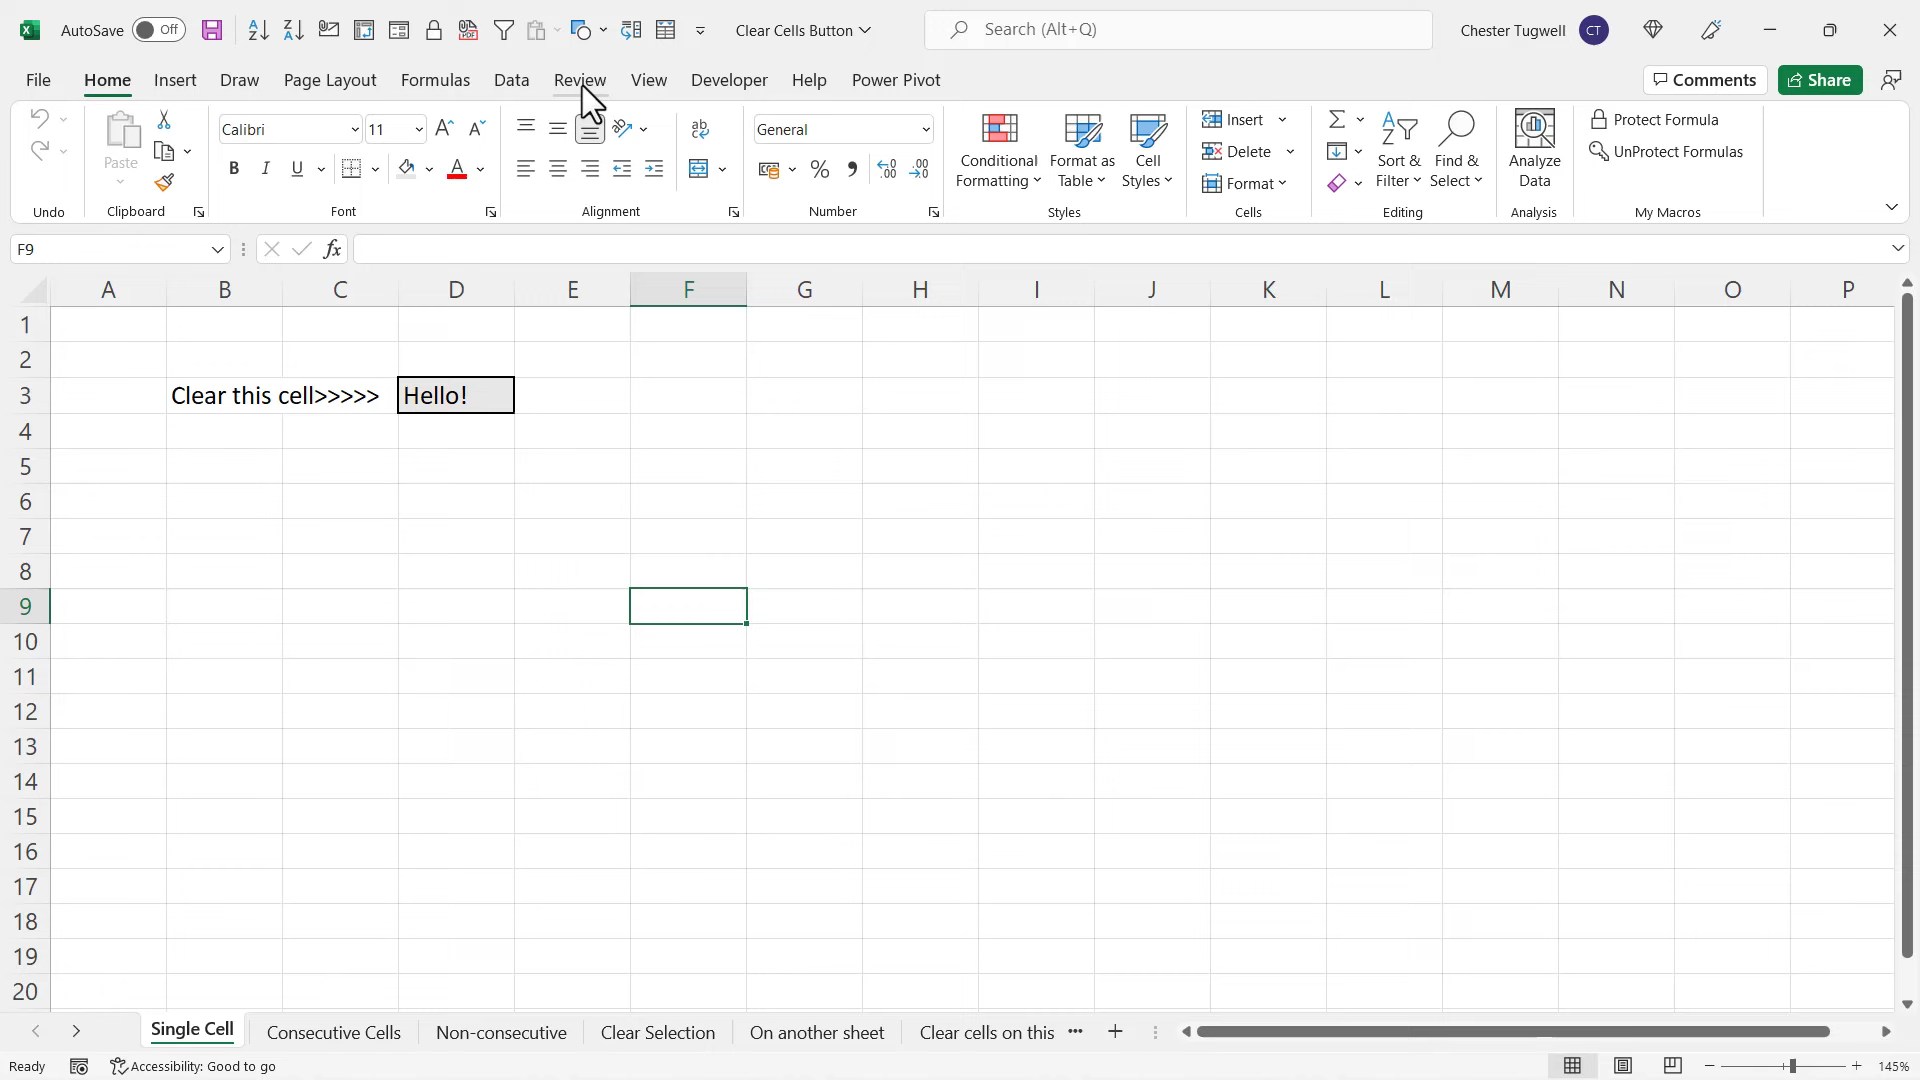 AutoSave Off Clear Cells Button Search (Alt+Q) Chester Tugwell CT
File Home Insert Draw Page Layout Formulas Data Review View Developer Help Power Pivot Comments Share
Calibri 11 General Insert Protect Formula
Paste B I U Conditional Formatting Format as Table Cell Styles Delete Sort & Filter Find & Select Analyze Data UnProtect Formulas
Format
Undo Clipboard Font Alignment Number Styles Cells Editing Analysis My Macros
F9 fx
A B C D E F G H I J K L M N O P
1
2
3 Clear this cell>>>>> Hello!
4
5
6
7
8
9
10
11
12
13
14
15
16
17
18
19
20
Single Cell Consecutive Cells Non-consecutive Clear Selection On another sheet Clear cells on this ...
Ready Accessibility: Good to go 145%